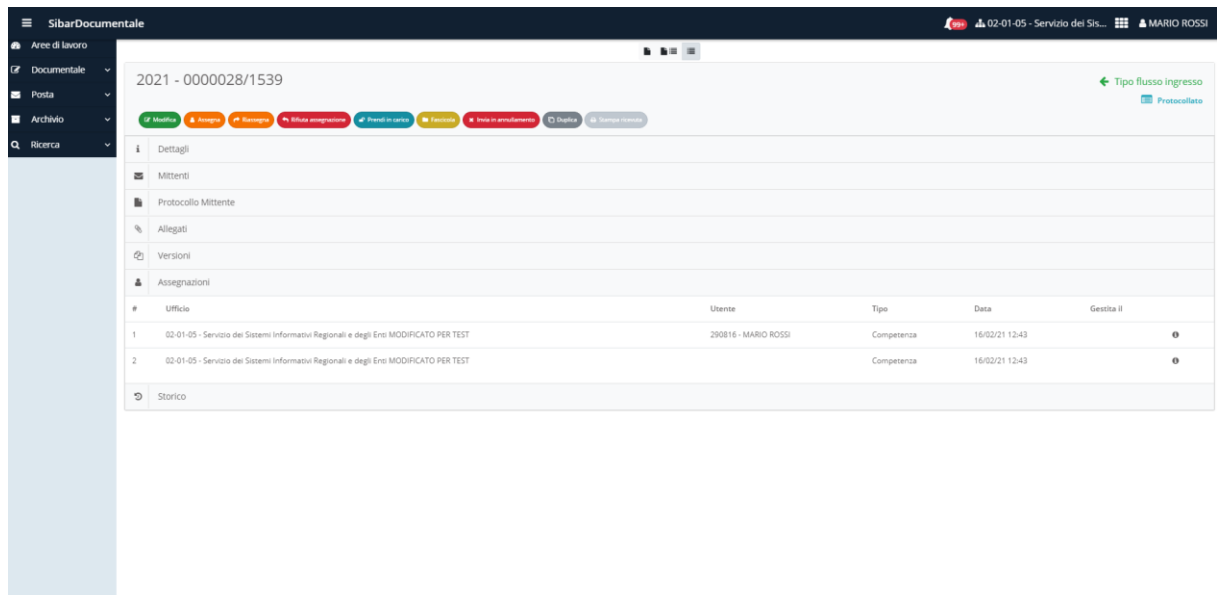 SibarDocumentale
99+ 02-01-05 - Servizio dei Sis... MARIO ROSSI
Aree di lavoro
Documentale
Posta
Archivio
Ricerca
2021 - 0000028/1539
Tipo flusso ingresso
Protocollato
Modifica Assegna Riassegna Rifiuta assegnazione Prendi in carico Fascicola Invia in annullamento Duplica Stampa ricevuta
Dettagli
Mittenti
Protocollo Mittente
Allegati
Versioni
Assegnazioni
# Ufficio Utente Tipo Data Gestita il
1 02-01-05 - Servizio dei Sistemi Informativi Regionali e degli Enti MODIFICATO PER TEST 290816 - MARIO ROSSI Competenza 16/02/21 12:43
2 02-01-05 - Servizio dei Sistemi Informativi Regionali e degli Enti MODIFICATO PER TEST Competenza 16/02/21 12:43
Storico